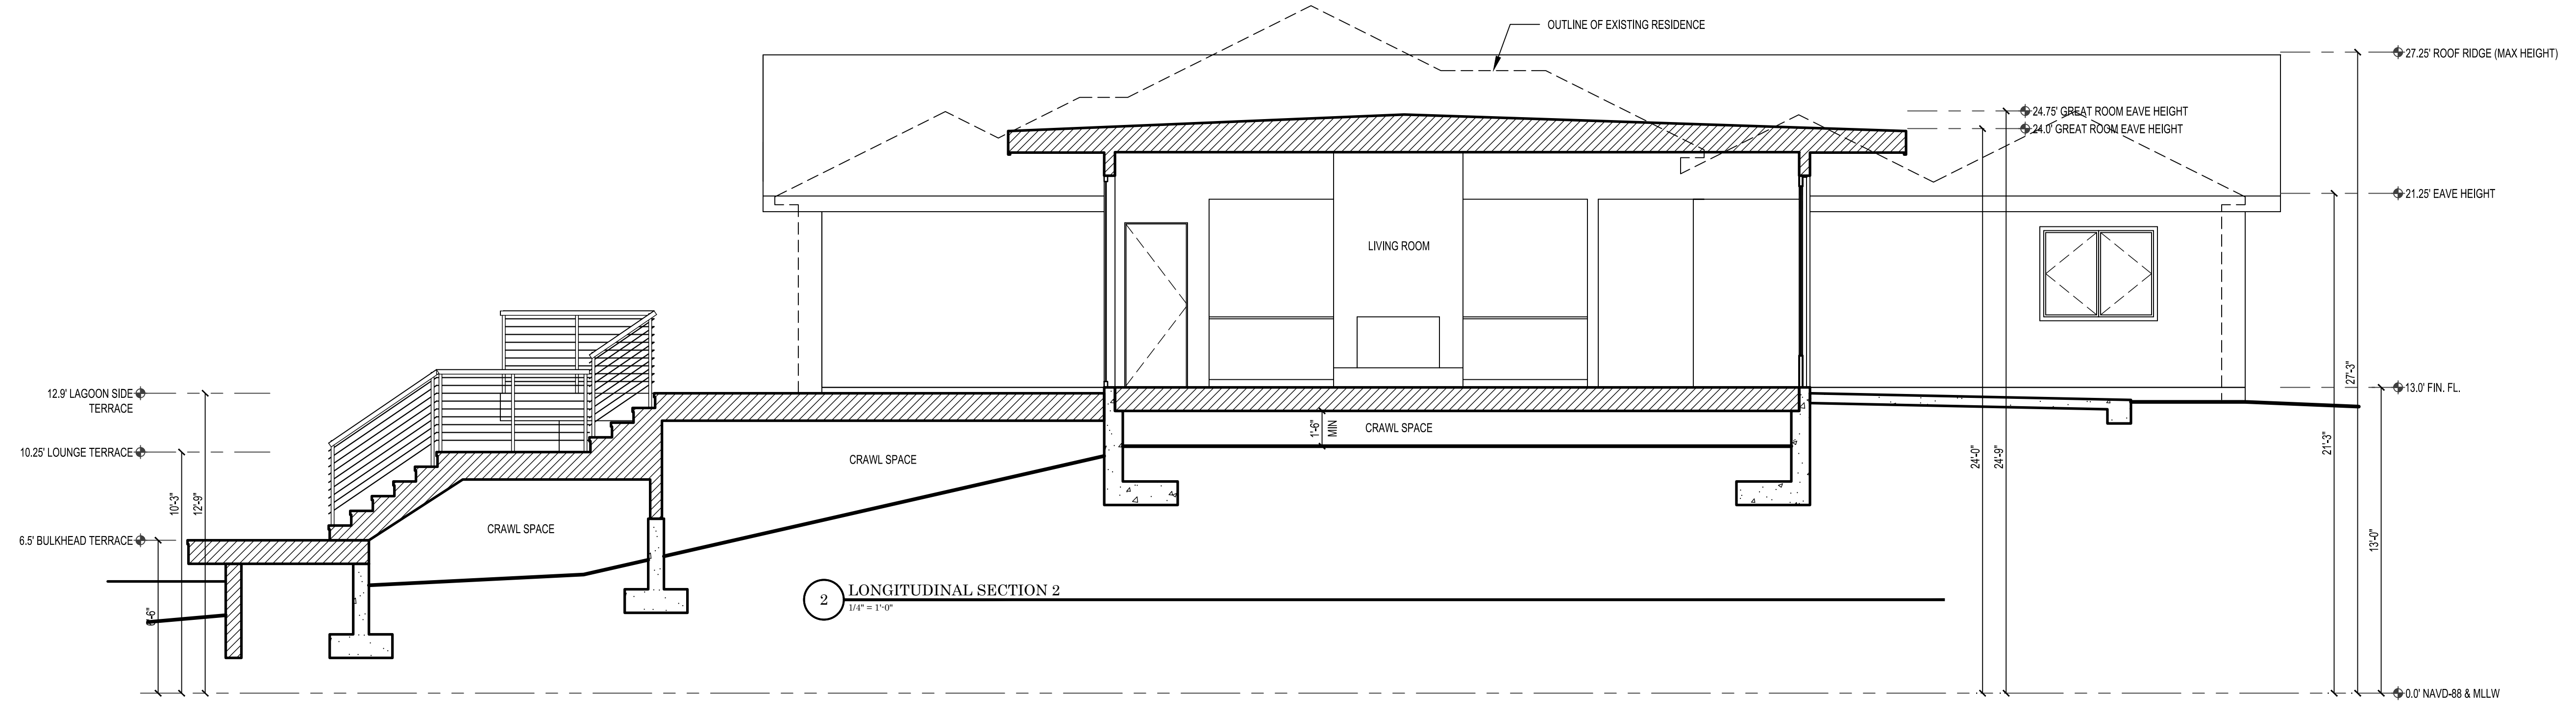 OUTLINE OF EXISTING RESIDENCE
27.25' ROOF RIDGE (MAX HEIGHT)
24.75' GREAT ROOM EAVE HEIGHT
24.0' GREAT ROOM EAVE HEIGHT
21.25' EAVE HEIGHT
LIVING ROOM
12.9' LAGOON SIDE
TERRACE
13.0' FIN. FL.
27'-3"
1'-6"
MIN
CRAWL SPACE
21'-3"
10.25' LOUNGE TERRACE
CRAWL SPACE
24'-0"
24'-9"
10'-3"
12'-9"
CRAWL SPACE
6.5' BULKHEAD TERRACE
13'-0"
6'-6"
2
LONGITUDINAL SECTION 2
1/4" = 1'-0"
0.0' NAVD-88 & MLLW